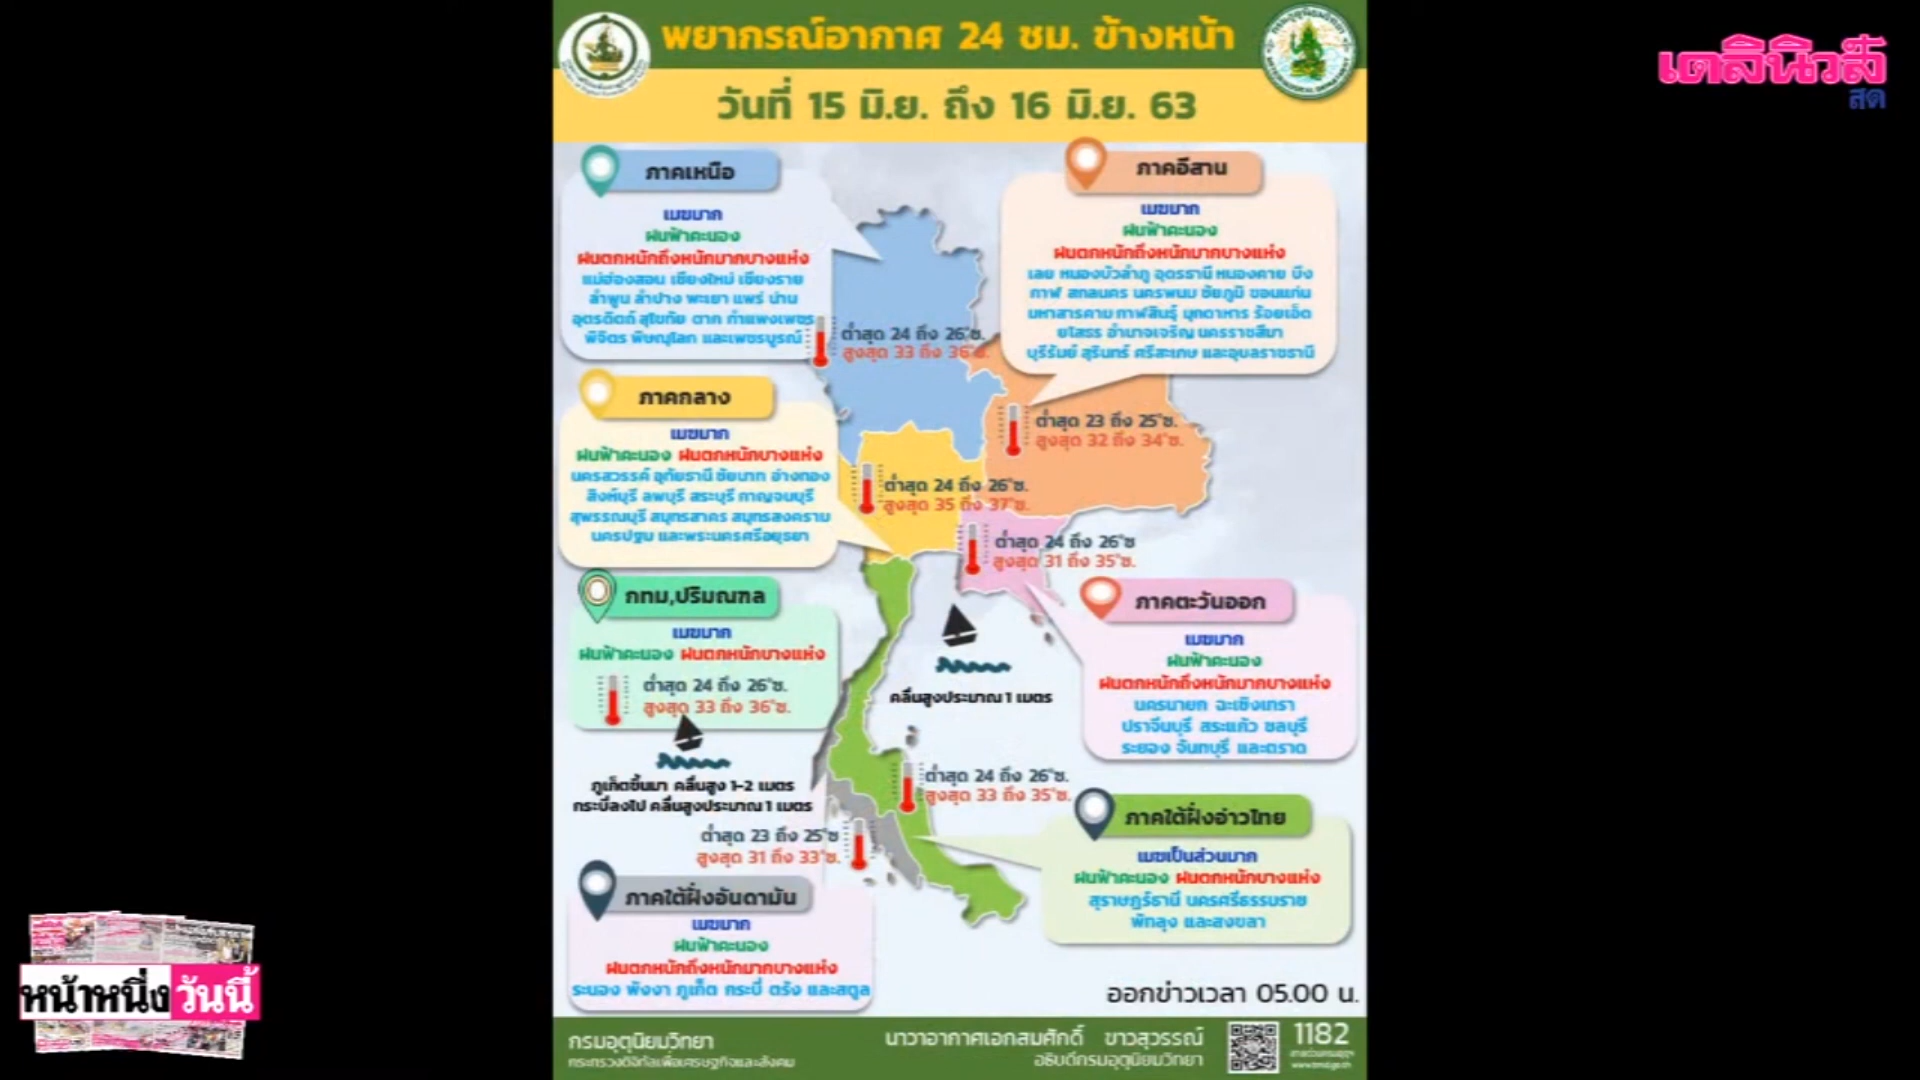 พยากรณ์อากาศ 24 ชม. ข้างหน้า
วันที่ 15 มิ.ย. ถึง 16 มิ.ย. 63
เดลินิวส์
สด
ภาคเหนือ
เมฆมาก
ฝนฟ้าคะนอง
ฝนตกหนักถึงหนักมากบางแห่ง
แม่ฮ่องสอน เชียงใหม่ เชียงราย
ลำพูน ลำปาง พะเยา แพร่ น่าน
อุตรดิตถ์ สุโขทัย ตาก กำแพงเพชร
พิจิตร พิษณุโลก และเพชรบูรณ์
ต่ำสุด 24 ถึง 26°ซ.
สูงสุด 33 ถึง 36°ซ.
ภาคอีสาน
เมฆมาก
ฝนฟ้าคะนอง
ฝนตกหนักถึงหนักมากบางแห่ง
เลย หนองบัวลำภู อุดรธานี หนองคาย บึง
กาฬ สกลนคร นครพนม ชัยภูมิ ขอนแก่น
มหาสารคาม กาฬสินธุ์ มุกดาหาร ร้อยเอ็ด
ยโสธร อำนาจเจริญ นครราชสีมา
บุรีรัมย์ สุรินทร์ ศรีสะเกษ และอุบลราชธานี
ต่ำสุด 23 ถึง 25°ซ.
สูงสุด 32 ถึง 34°ซ.
ภาคกลาง
เมฆมาก
ฝนฟ้าคะนอง ฝนตกหนักบางแห่ง
นครสวรรค์ อุทัยธานี ชัยนาท อ่างทอง
สิงห์บุรี ลพบุรี สระบุรี กาญจนบุรี
สุพรรณบุรี สมุทรสาคร สมุทรสงคราม
นครปฐม และพระนครศรีอยุธยา
ต่ำสุด 24 ถึง 26°ซ.
สูงสุด 35 ถึง 37°ซ.
ต่ำสุด 24 ถึง 26°ซ
สูงสุด 31 ถึง 35°ซ.
กทม,ปริมณฑล
เมฆมาก
ฝนฟ้าคะนอง ฝนตกหนักบางแห่ง
ต่ำสุด 24 ถึง 26°ซ.
สูงสุด 33 ถึง 36°ซ.
คลื่นสูงประมาณ 1 เมตร
ภาคตะวันออก
เมฆมาก
ฝนฟ้าคะนอง
ฝนตกหนักถึงหนักมากบางแห่ง
นครนายก ฉะเชิงเทรา
ปราจีนบุรี สระแก้ว ชลบุรี
ระยอง จันทบุรี และตราด
ภูเก็ตขึ้นมา คลื่นสูง 1-2 เมตร
กระบี่ลงไป คลื่นสูงประมาณ 1 เมตร
ต่ำสุด 23 ถึง 25°ซ
สูงสุด 31 ถึง 33°ซ.
ต่ำสุด 24 ถึง 26°ซ.
สูงสุด 33 ถึง 35°ซ.
ภาคใต้ฝั่งอ่าวไทย
เมฆเป็นส่วนมาก
ฝนฟ้าคะนอง ฝนตกหนักบางแห่ง
สุราษฎร์ธานี นครศรีธรรมราช
พัทลุง และสงขลา
ภาคใต้ฝั่งอันดามัน
เมฆมาก
ฝนฟ้าคะนอง
ฝนตกหนักถึงหนักมากบางแห่ง
ระนอง พังงา ภูเก็ต กระบี่ ตรัง และสตูล
ออกข่าวเวลา 05.00 น.
หน้าหนึ่ง วันนี้
กรมอุตุนิยมวิทยา
กระทรวงดิจิทัลเพื่อเศรษฐกิจและสังคม
นาวาอากาศเอกสมศักดิ์ ขาวสุวรรณ์
อธิบดีกรมอุตุนิยมวิทยา
1182
www.tmd.go.th